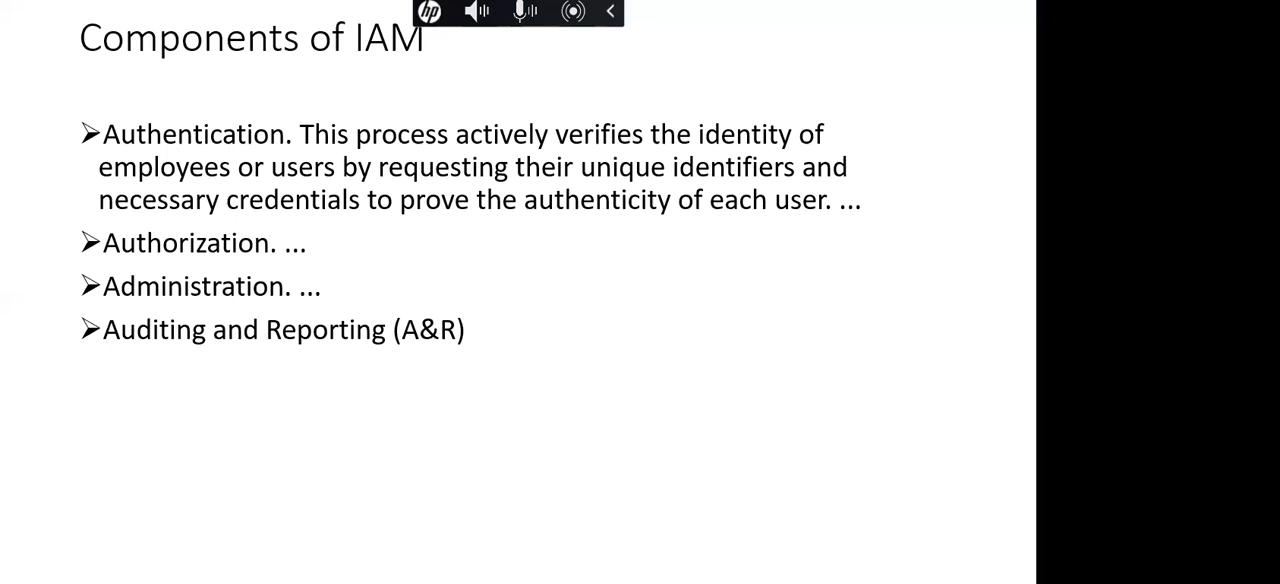 hp
Components of IAM
➢Authentication. This process actively verifies the identity of
employees or users by requesting their unique identifiers and
necessary credentials to prove the authenticity of each user. ...
➢Authorization. ...
➢Administration. ...
➢Auditing and Reporting (A&R)